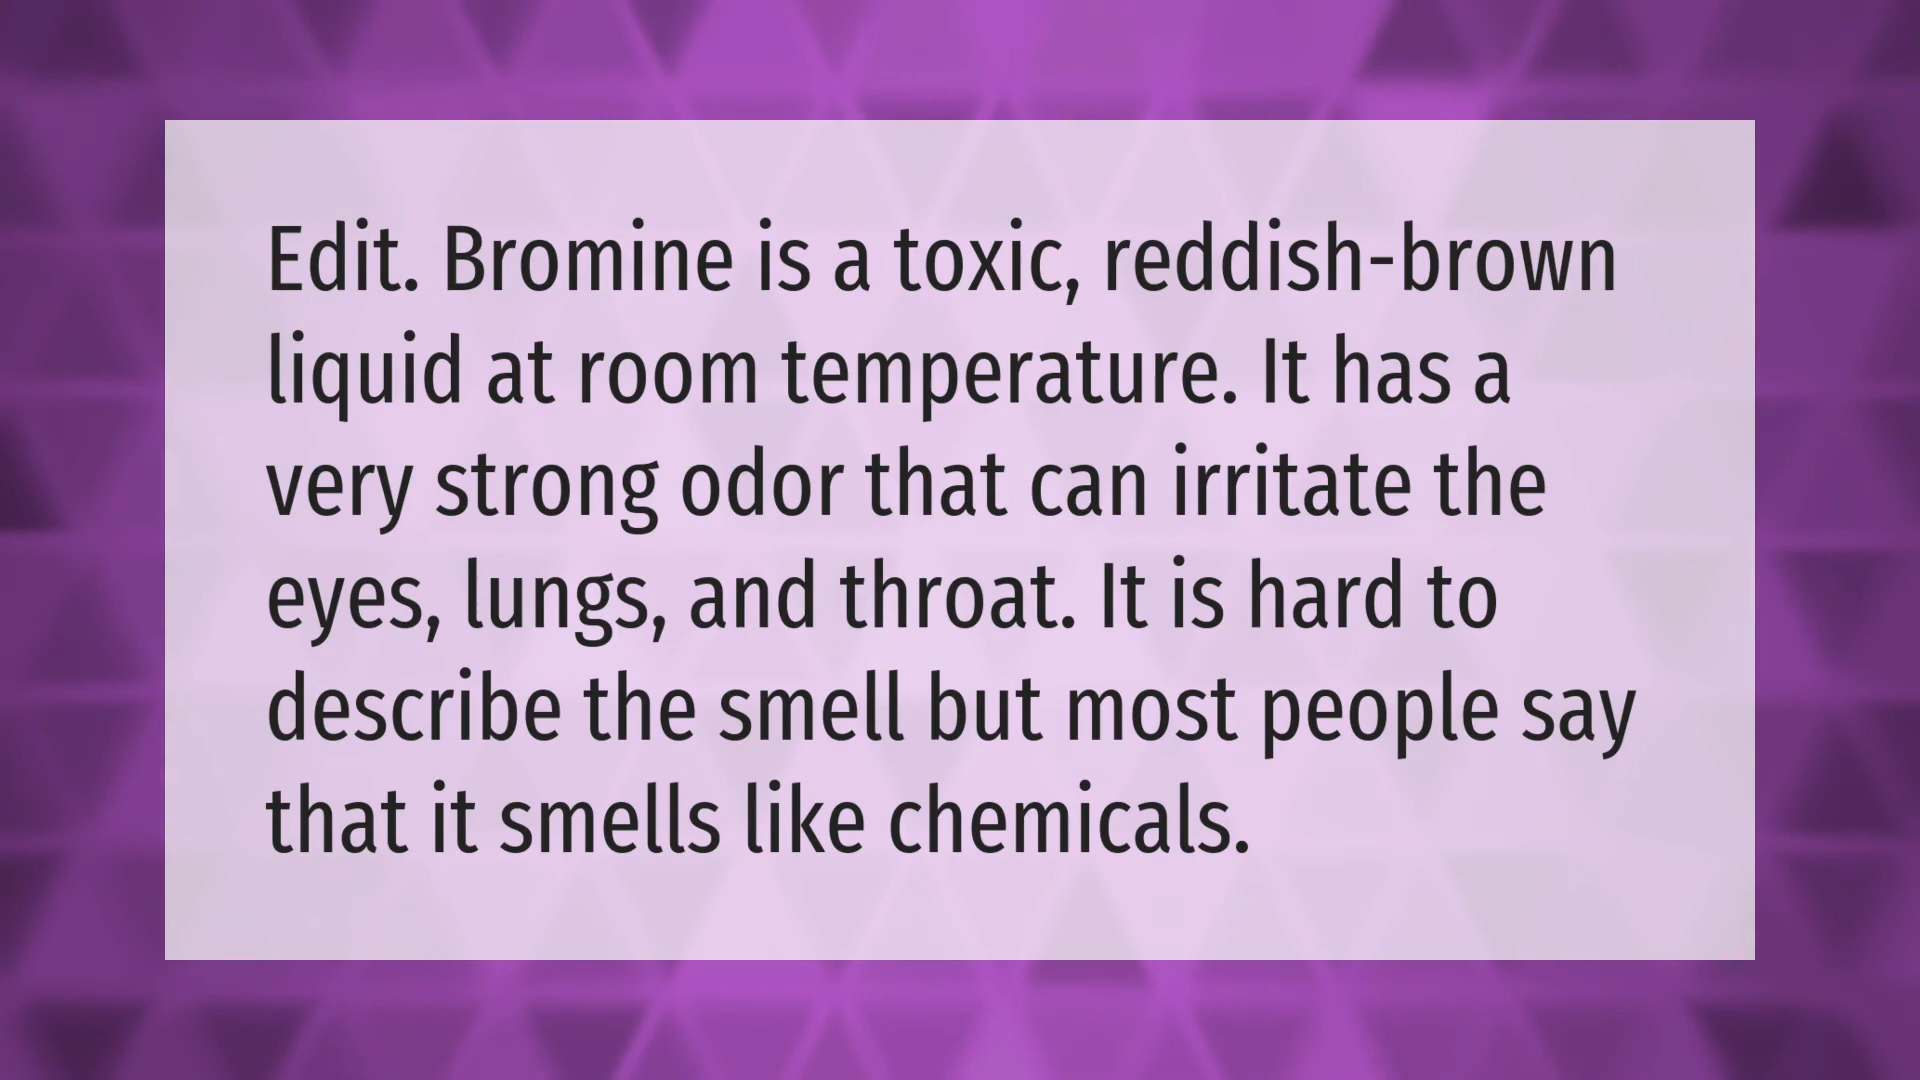 Edit. Bromine is a toxic, reddish-brown
liquid at room temperature. It has a
very strong odor that can irritate the
eyes, lungs, and throat. It is hard to
describe the smell but most people say
that it smells like chemicals.